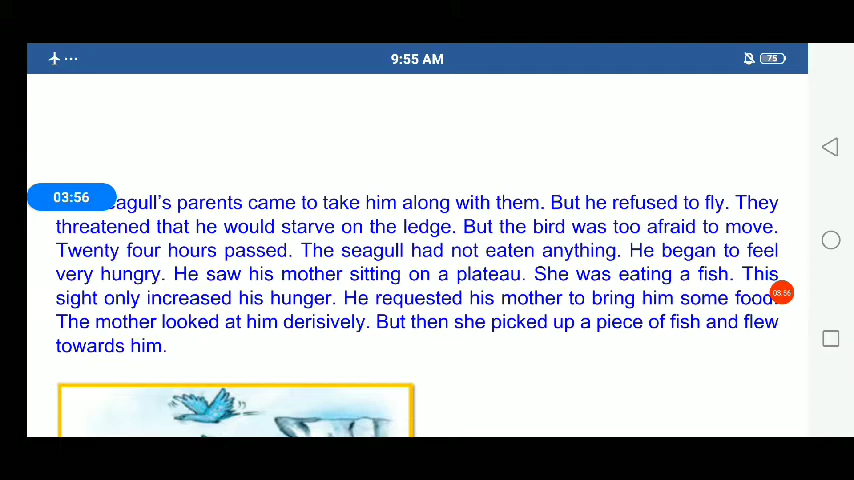 9:55 AM
75
03:56
eagull's parents came to take him along with them. But he refused to fly. They
threatened that he would starve on the ledge. But the bird was too afraid to move.
Twenty four hours passed. The seagull had not eaten anything. He began to feel
very hungry. He saw his mother sitting on a plateau. She was eating a fish. This
sight only increased his hunger. He requested his mother to bring him some food.
03:56
The mother looked at him derisively. But then she picked up a piece of fish and flew
towards him.